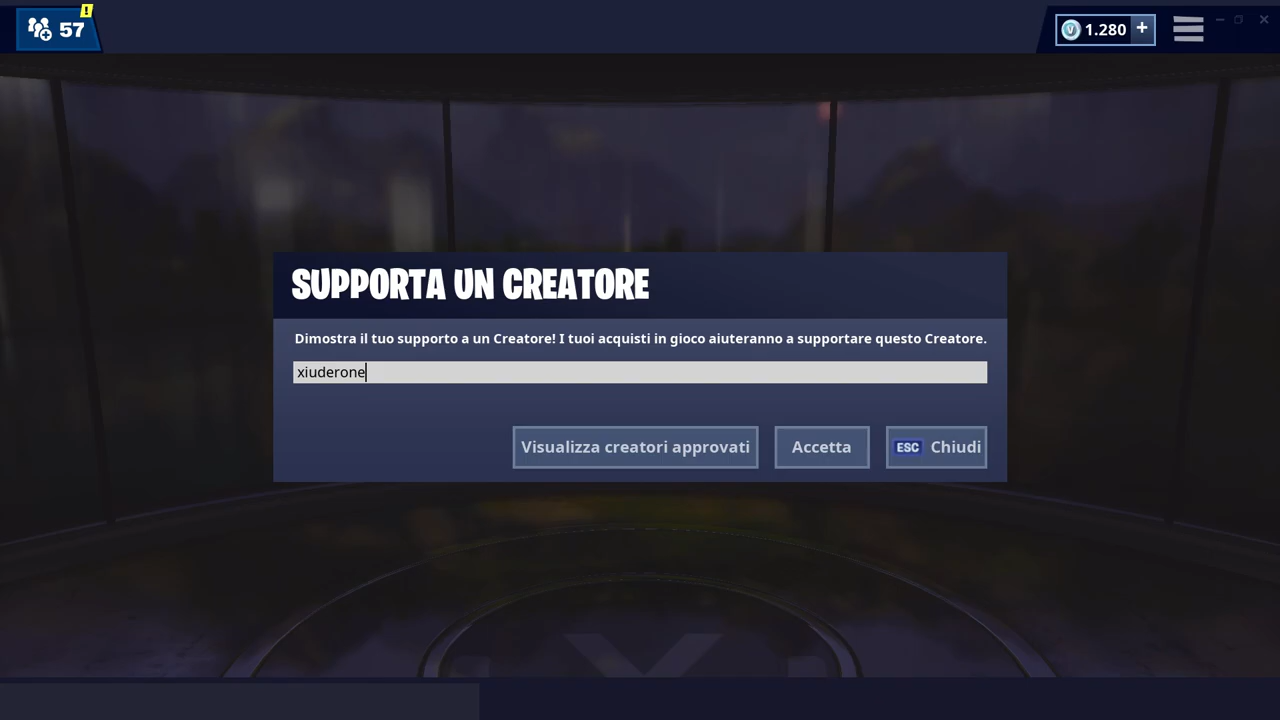 57
!
1.280 +
SUPPORTA UN CREATORE
Dimostra il tuo supporto a un Creatore! I tuoi acquisti in gioco aiuteranno a supportare questo Creatore.
xiuderone
Visualizza creatori approvati
Accetta
ESC Chiudi